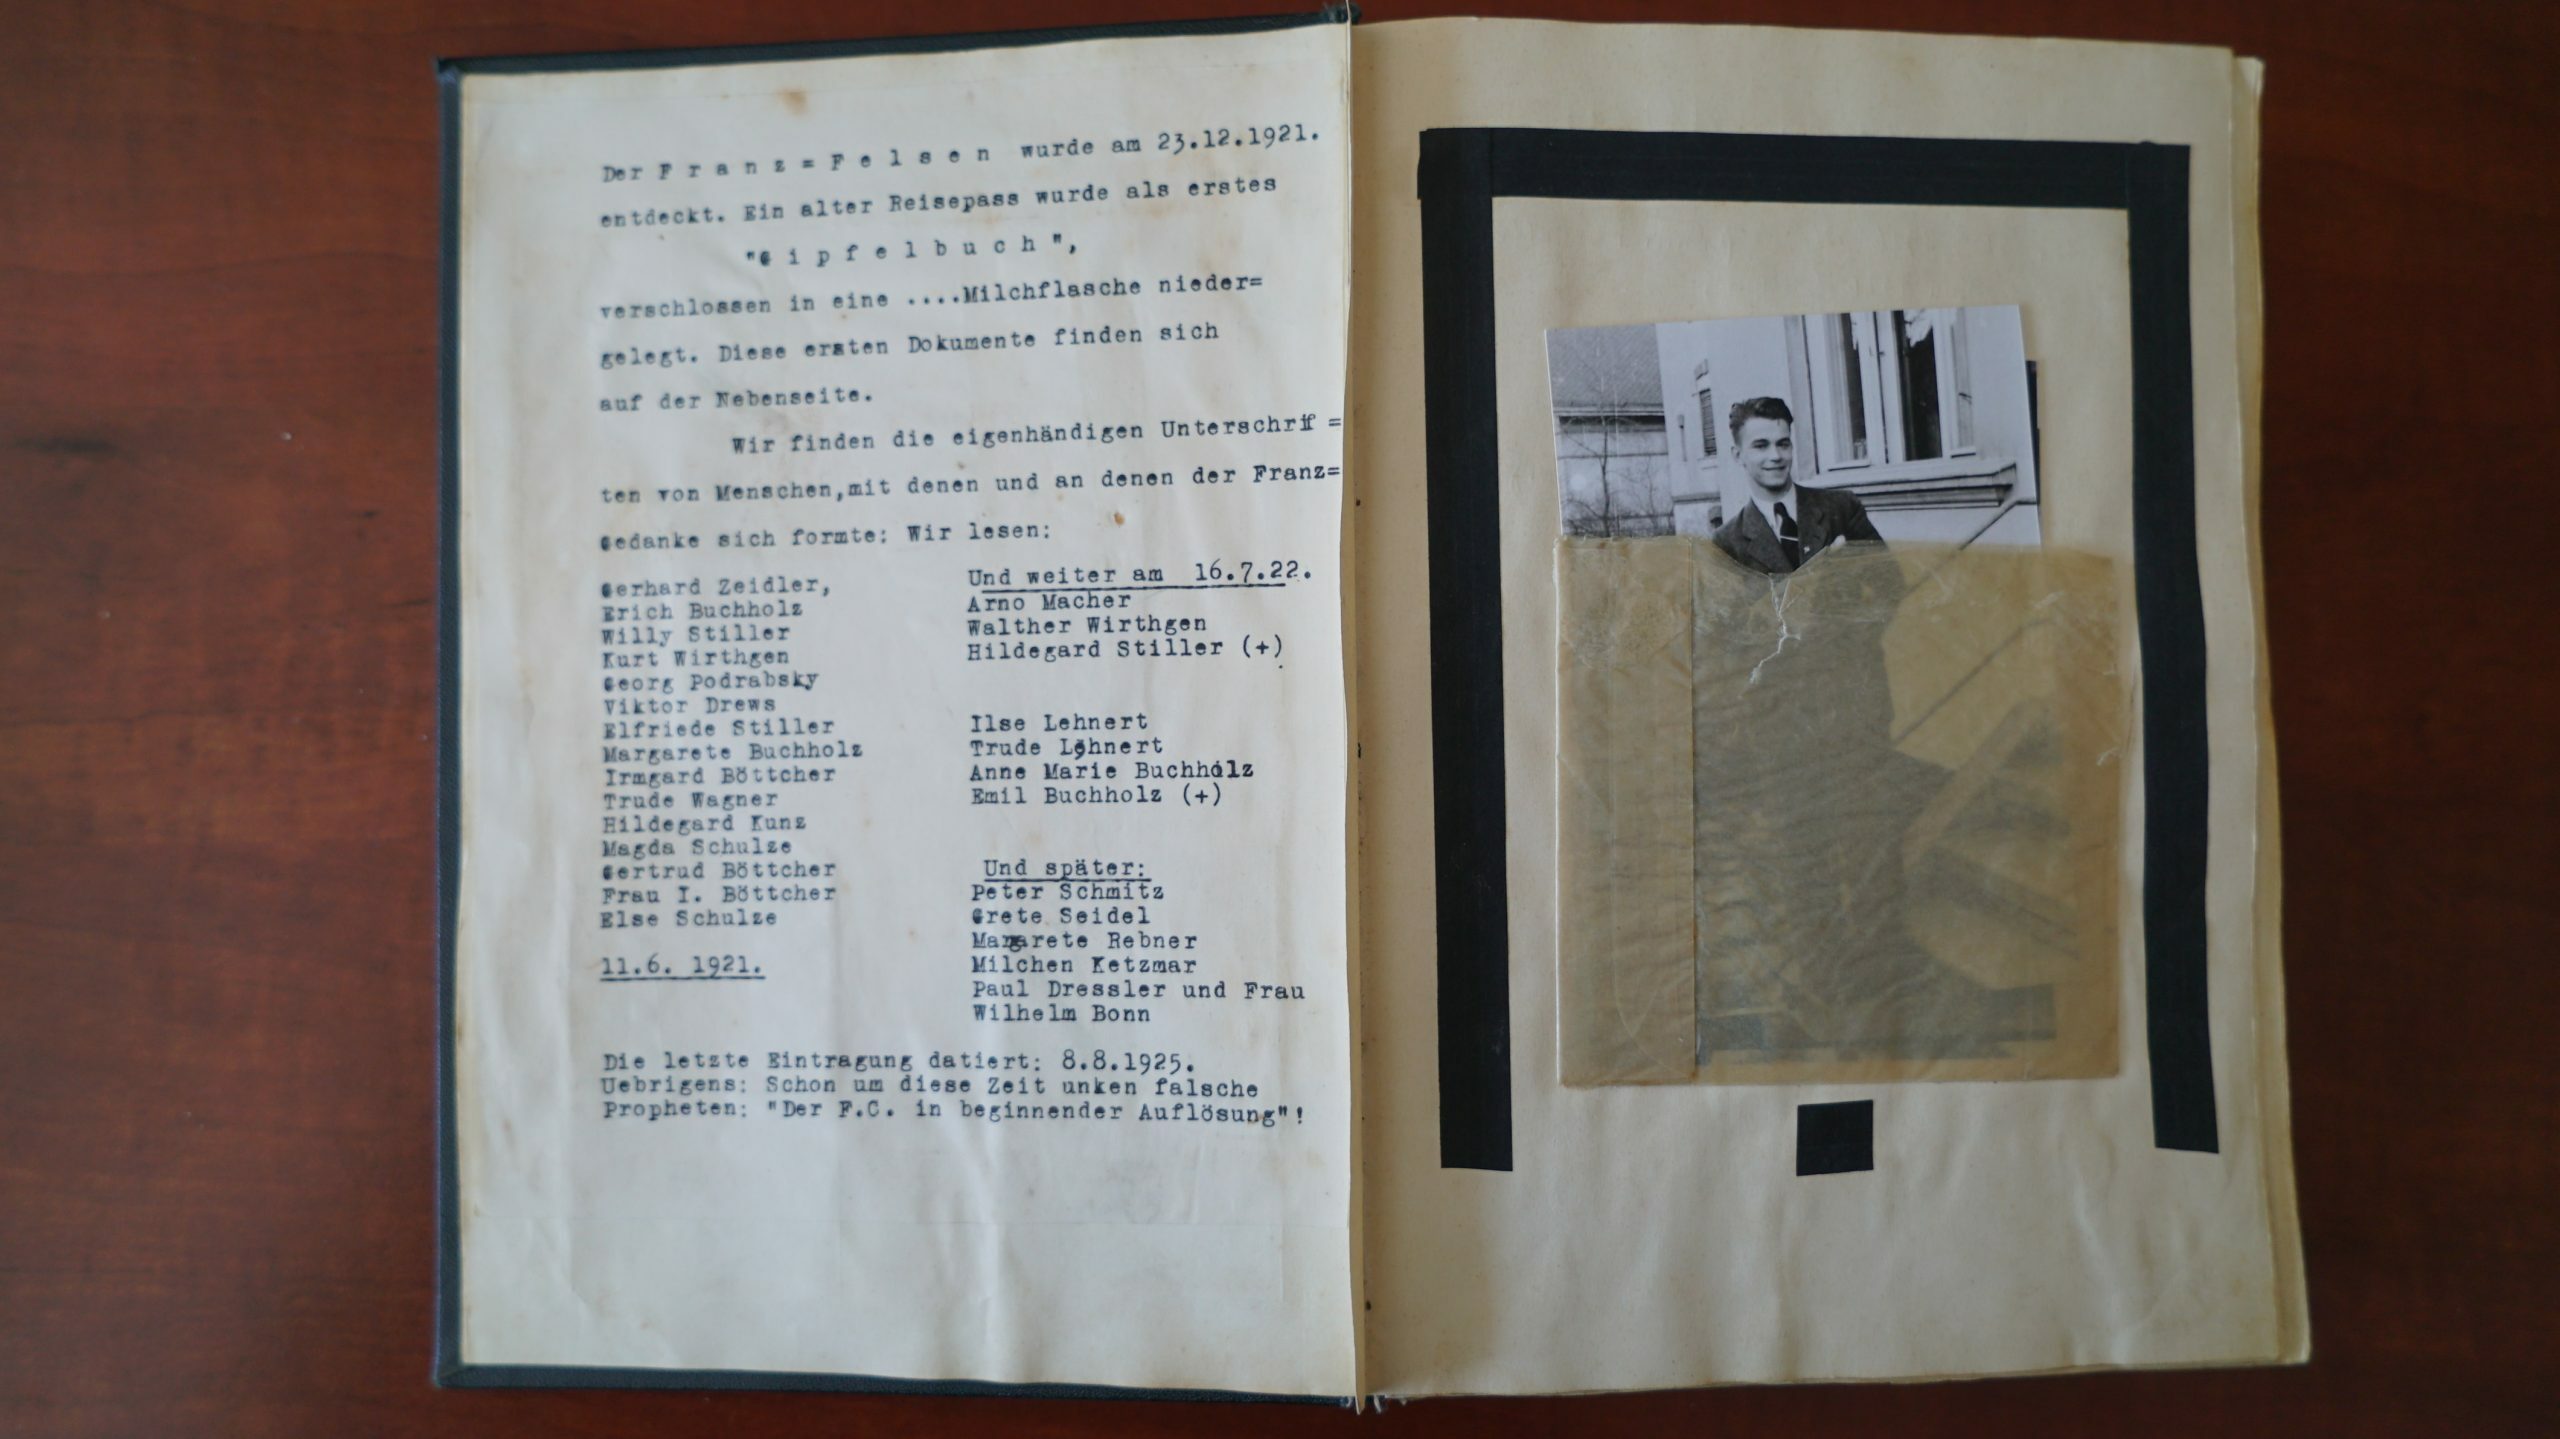 Der F r a n z = F e l s e n wurde am 23.12.1921.
entdeckt. Ein alter Reisepass wurde als erstes
"G i p f e l b u c h ",
verschlossen in eine ....Milchflasche nieder=
gelegt. Diese ersten Dokumente finden sich
auf der Nebenseite.
Wir finden die eigenhändigen Unterschrif =
ten von Menschen,mit denen und an denen der Franz=
Gedanke sich formte: Wir lesen:
Gerhard Zeidler,
Erich Buchholz
Willy Stiller
Kurt Wirthgen
Georg Podrabsky
Viktor Drews
Elfriede Stiller
Margarete Buchholz
Irmgard Böttcher
Trude Wagner
Hildegard Kunz
Magda Schulze
Gertrud Böttcher
Frau I. Böttcher
Else Schulze
11.6. 1921.
Und weiter am 16.7.22.
Arno Macher
Walther Wirthgen
Hildegard Stiller (+)
Ilse Lehnert
Trude Lehnert
Anne Marie Buchholz
Emil Buchholz (+)
Und später:
Peter Schmitz
Grete Seidel
Margarete Rebner
Milchen Ketzmar
Paul Dressler und Frau
Wilhelm Bonn
Die letzte Eintragung datiert: 8.8.1925.
Uebrigens: Schon um diese Zeit unken falsche
Propheten: "Der F.C. in beginnender Auflösung"!